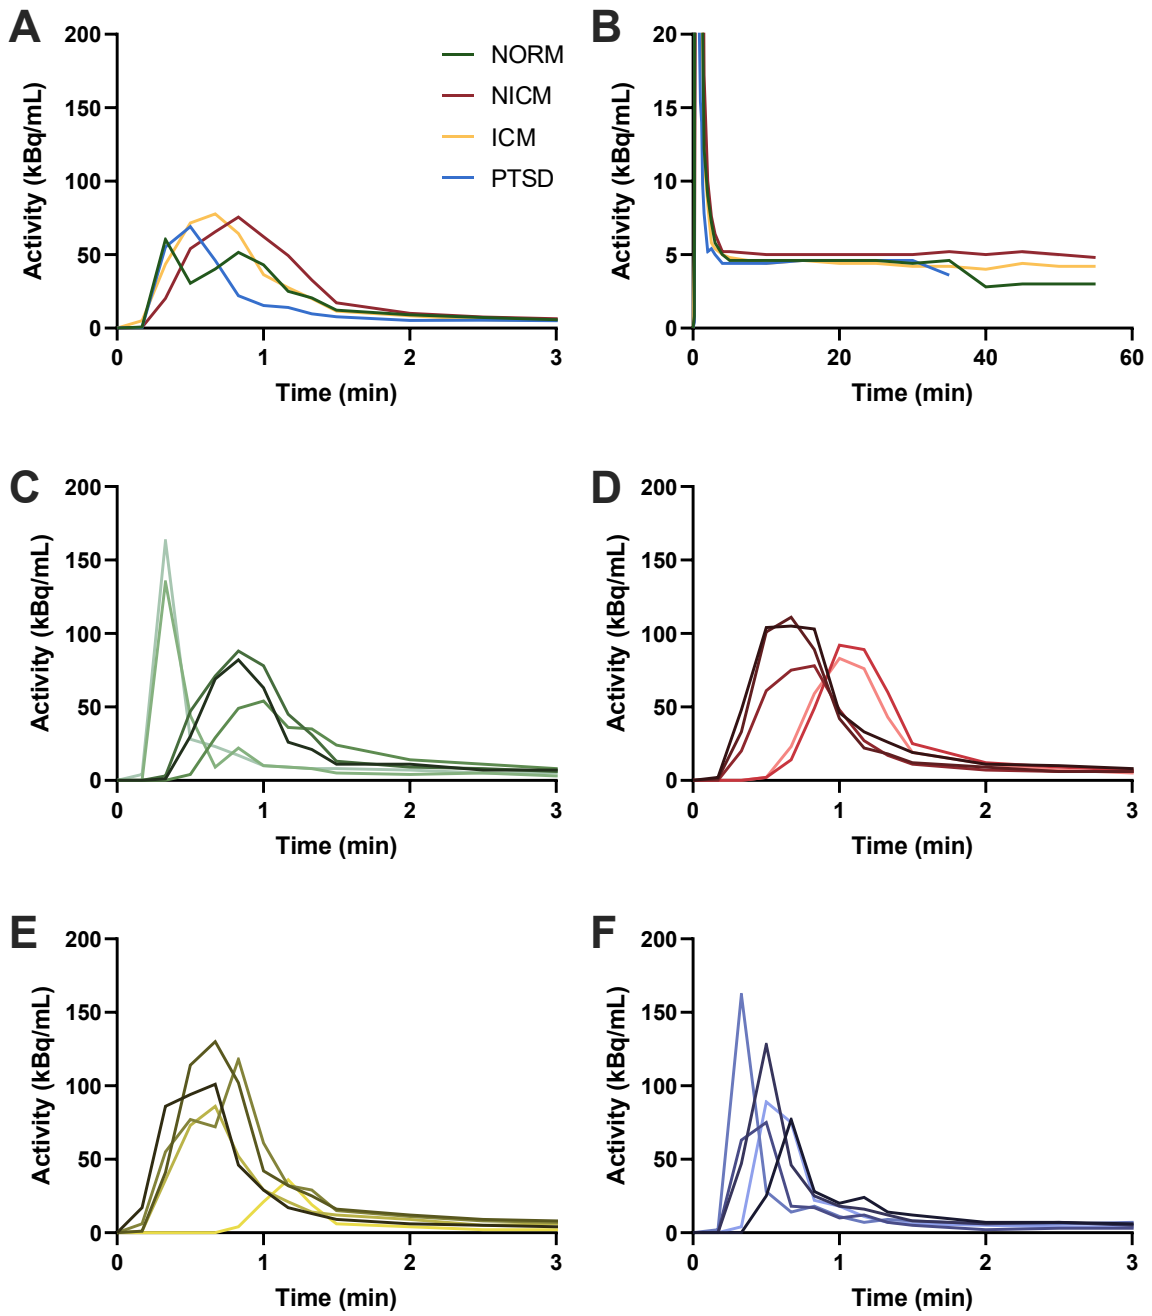 A
Activity (kBq/mL)
200
150
100
50
0
0 1 2 3
Time (min)
NORM
NICM
ICM
PTSD
B
Activity (kBq/mL)
20
15
10
5
0
0 20 40 60
Time (min)
C
Activity (kBq/mL)
200
150
100
50
0
0 1 2 3
Time (min)
D
Activity (kBq/mL)
200
150
100
50
0
0 1 2 3
Time (min)
E
Activity (kBq/mL)
200
150
100
50
0
0 1 2 3
Time (min)
F
Activity (kBq/mL)
200
150
100
50
0
0 1 2 3
Time (min)